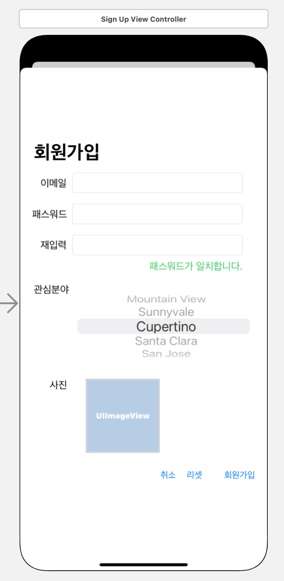 Sign Up View Controller
회원가입
이메일
패스워드
재입력
패스워드가 일치합니다.
관심분야
Mountain View
Sunnyvale
Cupertino
Santa Clara
San Jose
사진
UIImageView
취소 리셋 회원가입